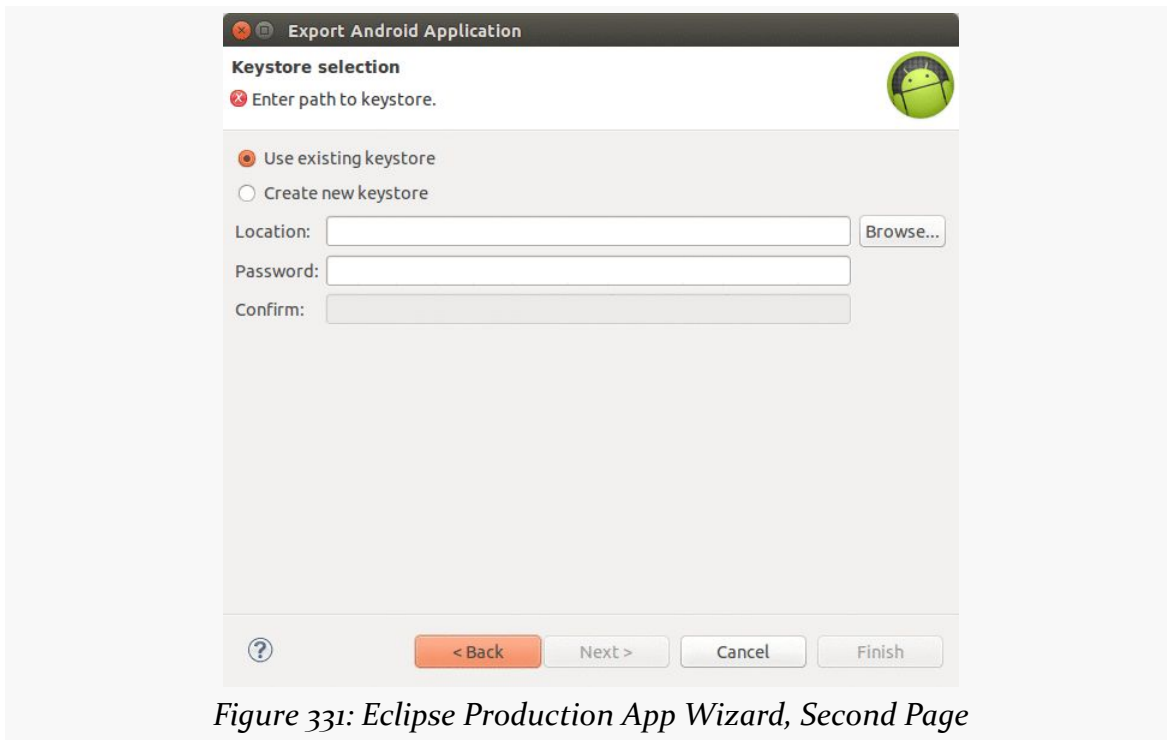 Export Android Application
Keystore selection
Enter path to keystore.
Use existing keystore
Create new keystore
Location:
Browse...
Password:
Confirm:
?
< Back
Next >
Cancel
Finish
Figure 331: Eclipse Production App Wizard, Second Page